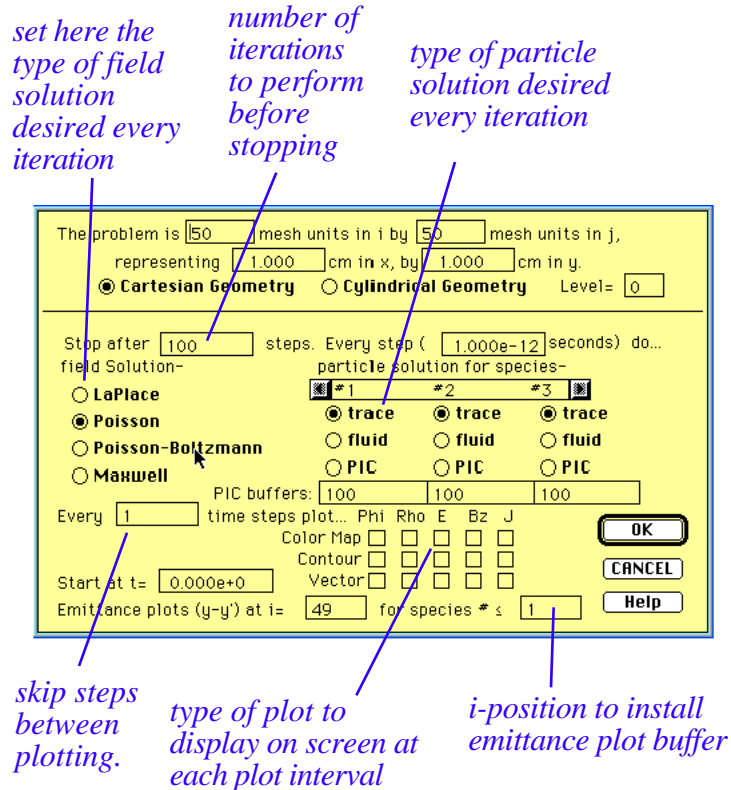 set here the
type of field
solution
desired every
iteration
number of
iterations
to perform
before
stopping
type of particle
solution desired
every iteration
The problem is 50 mesh units in i by 50 mesh units in j,
representing 1.000 cm in x, by 1.000 cm in y.
Cartesian Geometry Cylindrical Geometry Level= 0
Stop after 100 steps. Every step ( 1.000e-12 seconds) do...
field Solution- particle solution for species-
#1 #2 #3
LaPlace
Poisson
Poisson-Boltzmann
Maxwell
trace trace trace
fluid fluid fluid
PIC PIC PIC
PIC buffers: 100 100 100
Every 1 time steps plot... Phi Rho E Bz J
Color Map
Contour
Vector
Start at t= 0.000e+0
Emittance plots (y-y') at i= 49 for species # ≤ 1
OK
CANCEL
Help
skip steps
between
plotting.
type of plot to
display on screen at
each plot interval
i-position to install
emittance plot buffer